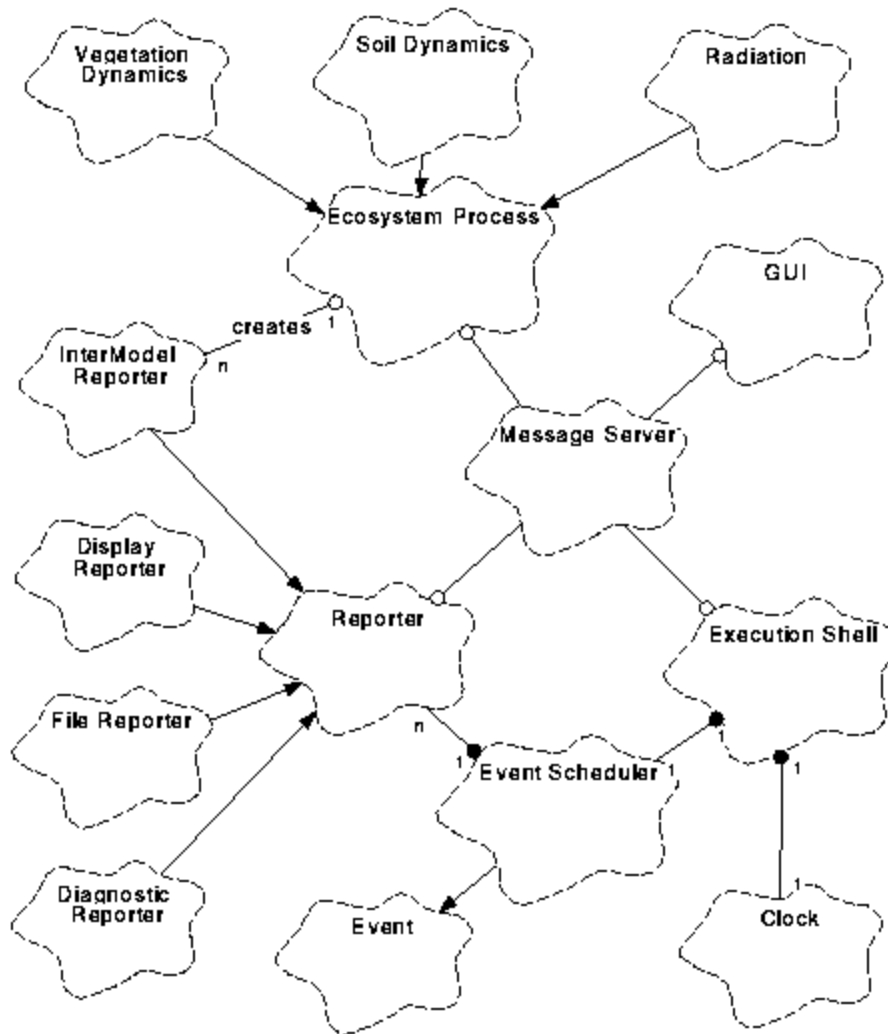 Vegetation
Dynamics
Soil Dynamics
Radiation
Ecosystem Process
GUI
creates
1
n
InterModel
Reporter
Message Server
Display
Reporter
Reporter
Execution Shell
File Reporter
n
1
Event Scheduler
1
1
Diagnostic
Reporter
Event
1
Clock